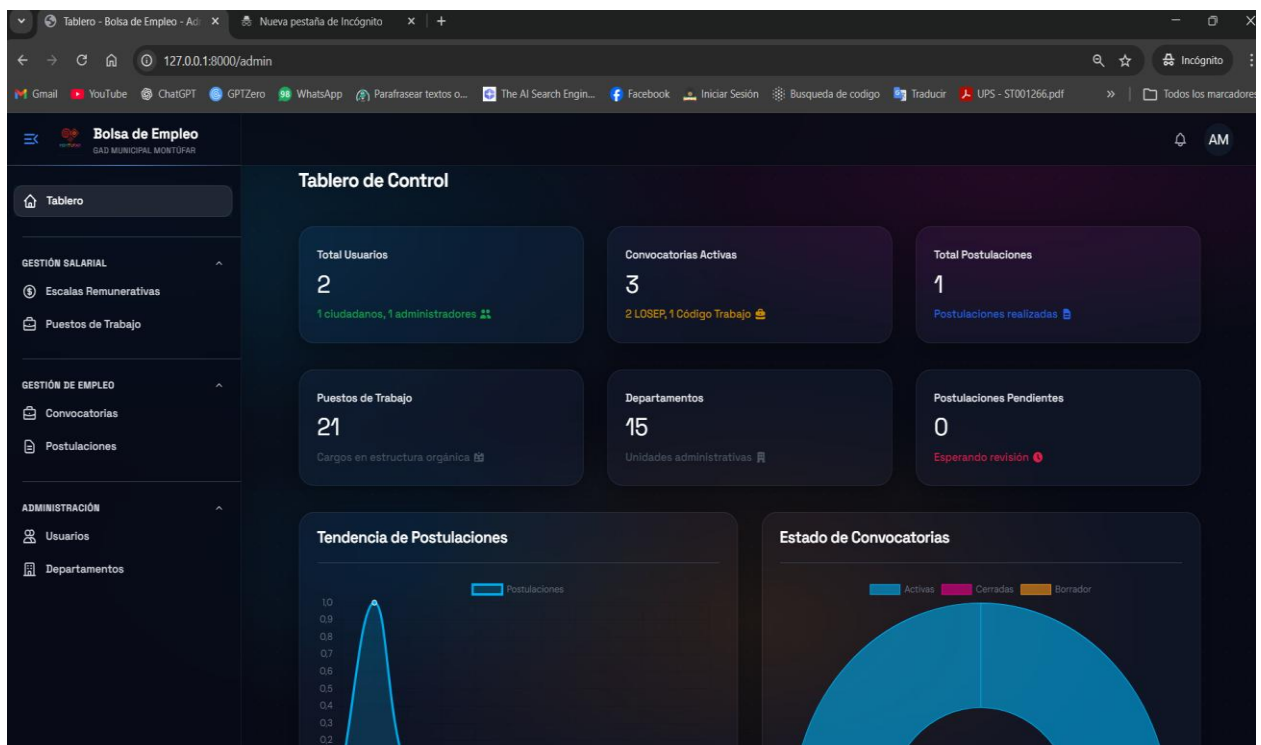 Tablero - Bolsa de Empleo - Adr
Nueva pestaña de Incógnito
127.0.0.1:8000/admin
Incógnito
Gmail YouTube ChatGPT GPTZero WhatsApp Parafrasear textos o... The AI Search Engin... Facebook Iniciar Sesión Busqueda de codigo Traducir UPS - ST001266.pdf » Todos los marcadores
Bolsa de Empleo
GAD MUNICIPAL MONTÚFAR
AM
Tablero
GESTIÓN SALARIAL
Escalas Remunerativas
Puestos de Trabajo
GESTIÓN DE EMPLEO
Convocatorias
Postulaciones
ADMINISTRACIÓN
Usuarios
Departamentos
Tablero de Control
Total Usuarios
2
1 ciudadanos, 1 administradores
Convocatorias Activas
3
2 LOSEP, 1 Código Trabajo
Total Postulaciones
1
Postulaciones realizadas
Puestos de Trabajo
21
Cargos en estructura orgánica
Departamentos
15
Unidades administrativas
Postulaciones Pendientes
0
Esperando revisión
Tendencia de Postulaciones
Postulaciones
1,0
0,9
0,8
0,7
0,6
0,5
0,4
0,3
0,2
Estado de Convocatorias
Activas Cerradas Borrador